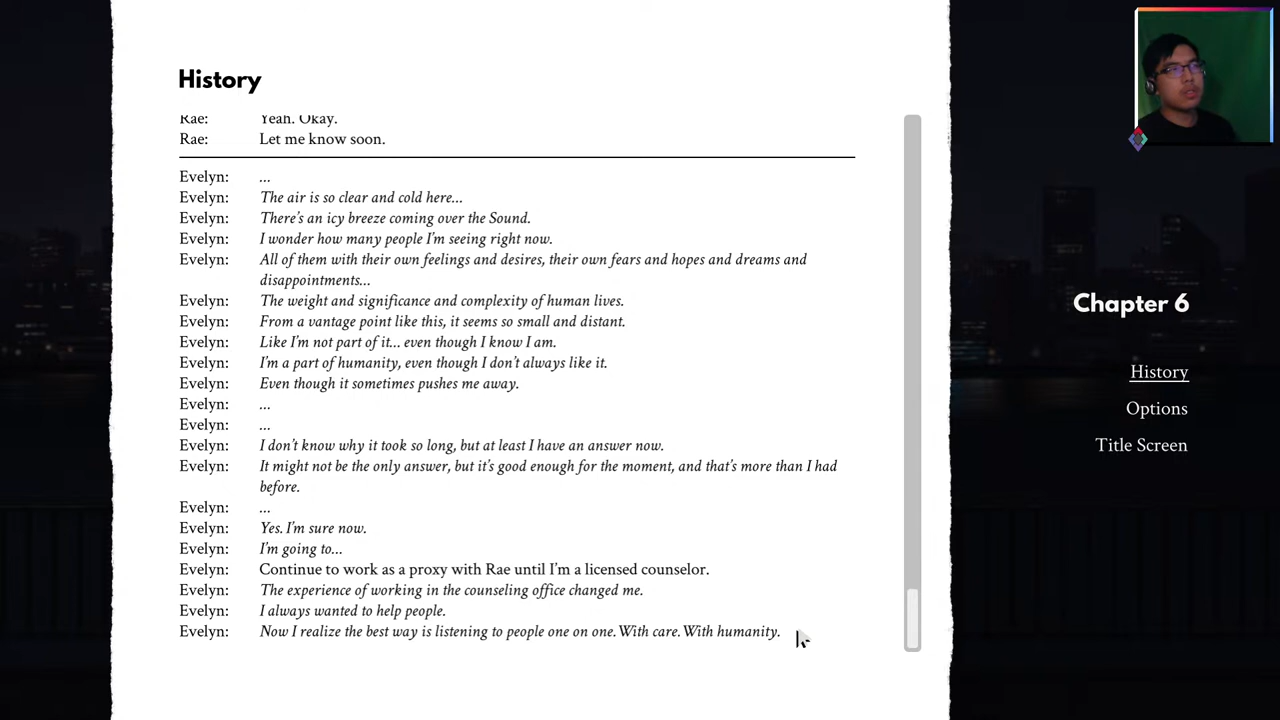 History
Rae: Yeah. Okay.
Rae: Let me know soon.
Evelyn: ...
Evelyn: The air is so clear and cold here...
Evelyn: There's an icy breeze coming over the Sound.
Evelyn: I wonder how many people I'm seeing right now.
Evelyn: All of them with their own feelings and desires, their own fears and hopes and dreams and
disappointments...
Evelyn: The weight and significance and complexity of human lives.
Evelyn: From a vantage point like this, it seems so small and distant.
Evelyn: Like I'm not part of it... even though I know I am.
Evelyn: I'm a part of humanity, even though I don't always like it.
Evelyn: Even though it sometimes pushes me away.
Evelyn: ...
Evelyn: ...
Evelyn: I don't know why it took so long, but at least I have an answer now.
Evelyn: It might not be the only answer, but it's good enough for the moment, and that's more than I had
before.
Evelyn: ...
Evelyn: Yes. I'm sure now.
Evelyn: I'm going to...
Evelyn: Continue to work as a proxy with Rae until I'm a licensed counselor.
Evelyn: The experience of working in the counseling office changed me.
Evelyn: I always wanted to help people.
Evelyn: Now I realize the best way is listening to people one on one. With care. With humanity.
Chapter 6
History
Options
Title Screen